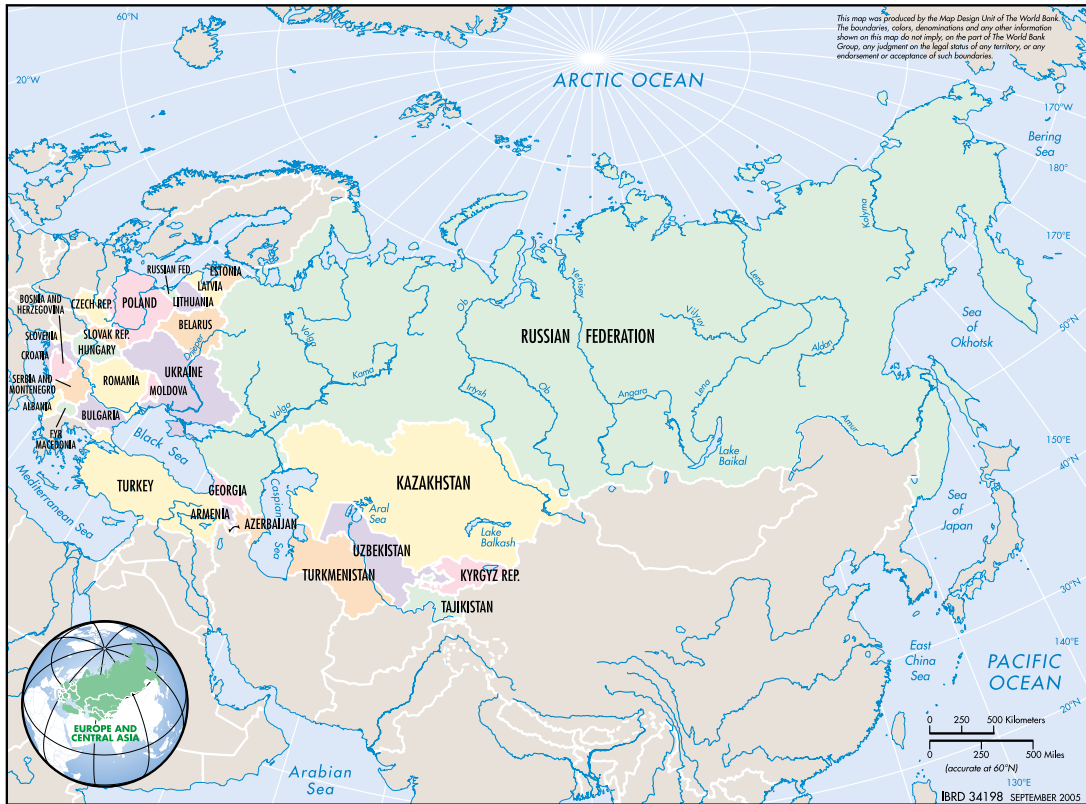 This map was produced by the Map Design Unit of The World Bank.
The boundaries, colors, denominations and any other information
shown on this map do not imply, on the part of The World Bank
Group, any judgment on the legal status of any territory, or any
endorsement or acceptance of such boundaries.
20°W
ARCTIC OCEAN
170°W
Bering
Sea
180°
170°E
Kolyma
RUSSIAN FED.
ESTONIA
LATVIA
LITHUANIA
BOSNIA AND
HERZEGOVINA
CZECH REP.
POLAND
BELARUS
SLOVENIA
SLOVAK REP.
HUNGARY
CROATIA
SERBIA AND
MONTENEGRO
ROMANIA
UKRAINE
MOLDOVA
Dnieper
ALBANIA
BULGARIA
FYR
MACEDONIA
Black Sea
Mediterranean Sea
TURKEY
GEORGIA
ARMENIA
AZERBAIJAN
Caspian
Sea
Volga
Kama
Volga
Ob
Irtysh
Ob
Yenisey
Angara
Lena
Vilyoy
Lena
Aldan
Amur
Lake
Baikal
RUSSIAN FEDERATION
Sea
of
Okhotsk
50°N
150°E
40°N
30°N
KAZAKHSTAN
Aral
Sea
Lake
Balkash
UZBEKISTAN
TURKMENISTAN
KYRGYZ REP.
TAJIKISTAN
Sea
of
Japan
East
China
Sea
140°E
PACIFIC
OCEAN
20°N
EUROPE AND
CENTRAL ASIA
Arabian
Sea
0 250 500 Kilometers
0 250 500 Miles
(accurate at 60°N)
130°E
IBRD 34198 SEPTEMBER 2005